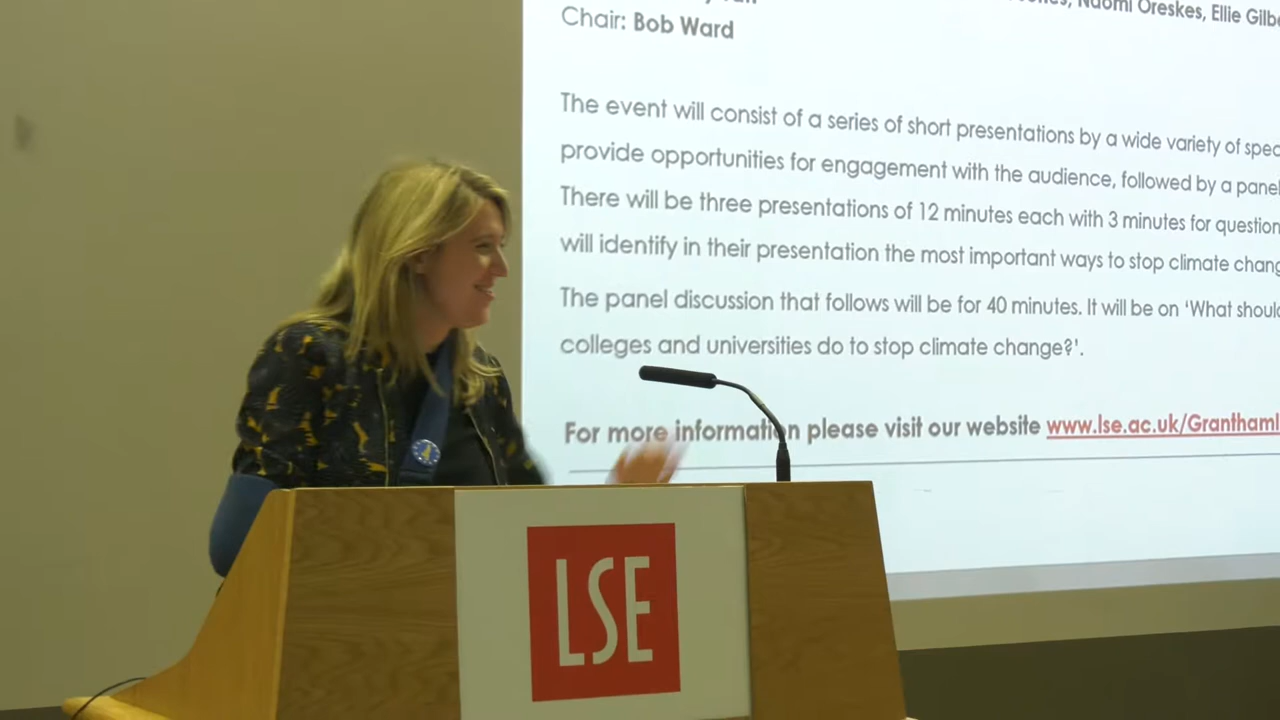 Naomi Oreskes, Ellie
Chair: Bob Ward
The event will consist of a series of short presentations by a wide variety of
provide opportunities for engagement with the audience, followed by a panel
There will be three presentations of 12 minutes each with 3 minutes for question
will identify in their presentation the most important ways to stop climate
The panel discussion that follows will be for 40 minutes. It will be on 'What
colleges and universities do to stop climate change?'.
For more information please visit our website www.lse.ac.uk/Grantham
LSE